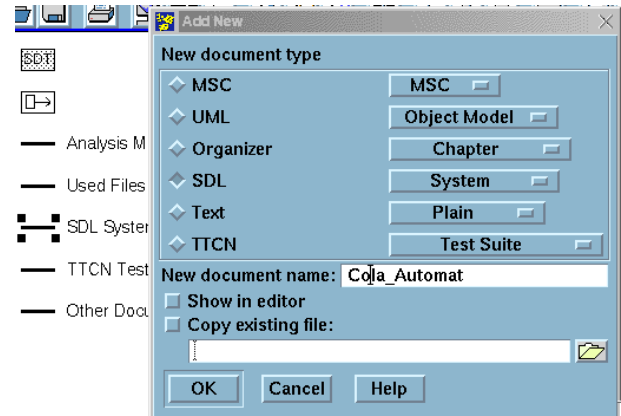 Add New
New document type
SDT
MSC MSC
UML Object Model
Organizer Chapter
Analysis M
SDL System
Used Files
Text Plain
SDL System
TTCN Test Suite
TTCN Test
New document name: Cola_Automat
Show in editor
Other Docu
Copy existing file:
OK Cancel Help